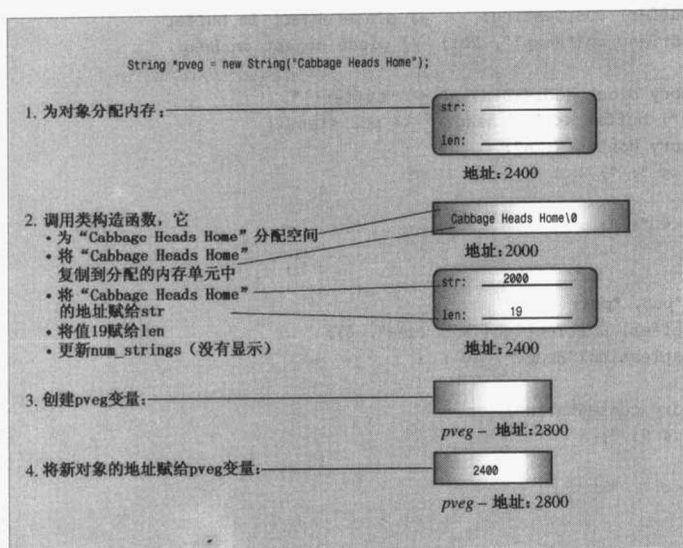 String *pveg = new String("Cabbage Heads Home");
1. 为对象分配内存：
str:
len:
地址：2400
2. 调用类构造函数，它
• 为“Cabbage Heads Home”分配空间
• 将“Cabbage Heads Home”
复制到分配的内存单元中
• 将“Cabbage Heads Home”
的地址赋给str
• 将值19赋给len
• 更新num_strings（没有显示）
Cabbage Heads Home\0
地址：2000
str: 2000
len: 19
地址：2400
3. 创建pveg变量：
pveg – 地址：2800
4. 将新对象的地址赋给pveg变量：
2400
pveg – 地址：2800